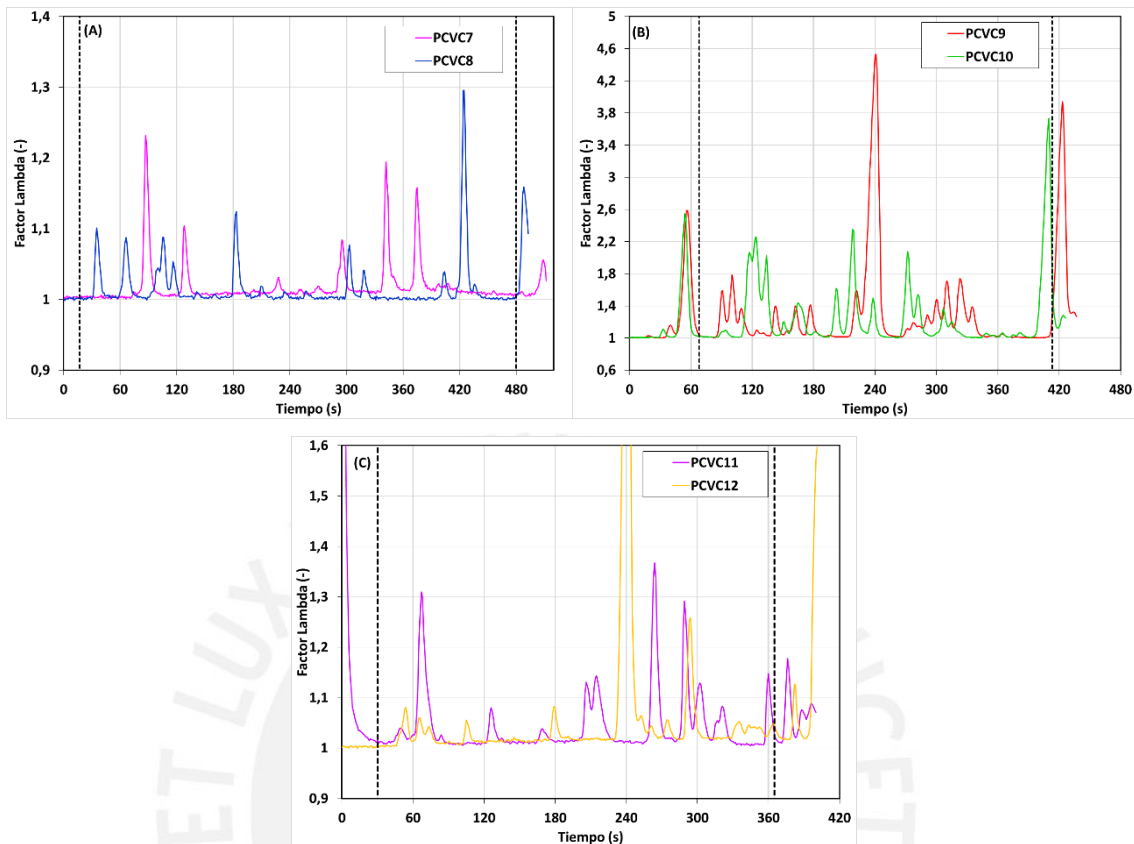 (A)
PCVC7
PCVC8
Factor Lambda (-)
1,4
1,3
1,2
1,1
1
0,9
0 60 120 180 240 300 360 420 480
Tiempo (s)
(B)
PCVC9
PCVC10
Factor Lambda (-)
5
4,6
4,2
3,8
3,4
3
2,6
2,2
1,8
1,4
1
0,6
0 60 120 180 240 300 360 420 480
Tiempo (s)
(C)
PCVC11
PCVC12
Factor Lambda (-)
1,6
1,5
1,4
1,3
1,2
1,1
1
0,9
0 60 120 180 240 300 360 420
Tiempo (s)
ET LUX